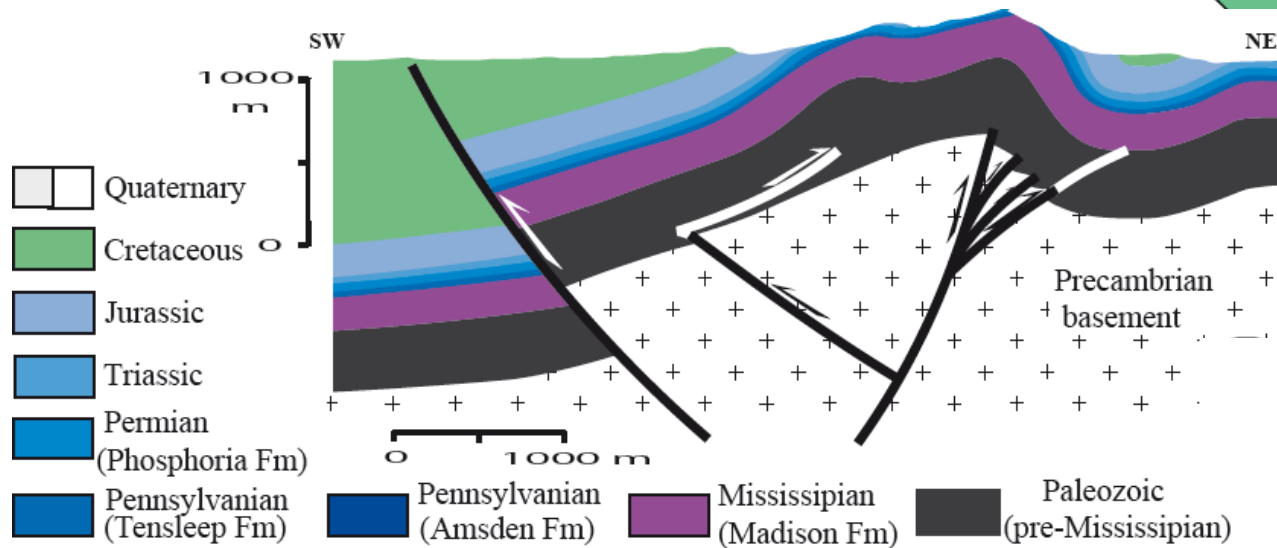 SW
NE
1000
m
0
Quaternary
Cretaceous
Jurassic
Triassic
Permian
(Phosphoria Fm)
Pennsylvanian
(Tensleep Fm)
Pennsylvanian
(Amsden Fm)
Mississipian
(Madison Fm)
Paleozoic
(pre-Mississipian)
Precambrian
basement
0
1000 m